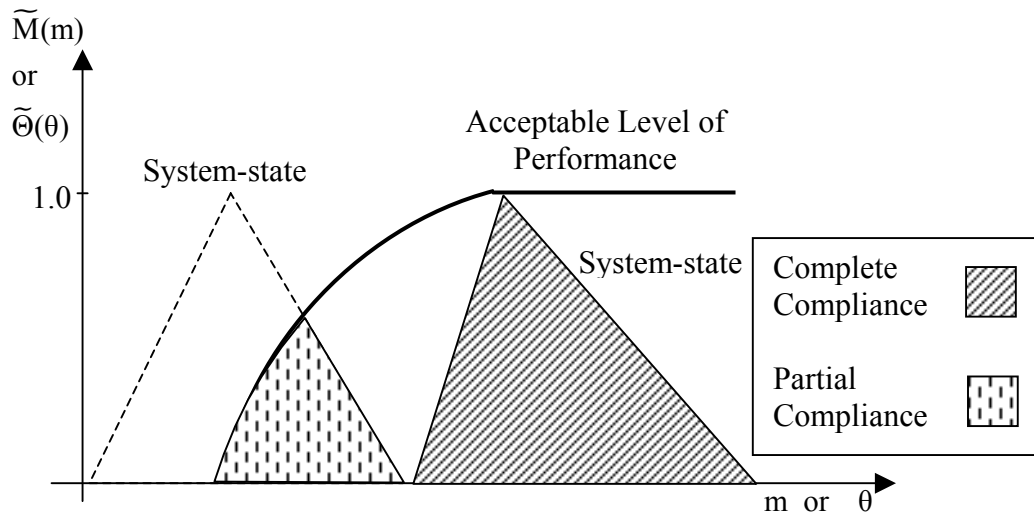 M̃(m)
or
Θ̃(θ)
1.0
System-state
Acceptable Level of
Performance
System-state
Complete
Compliance
Partial
Compliance
m or θ